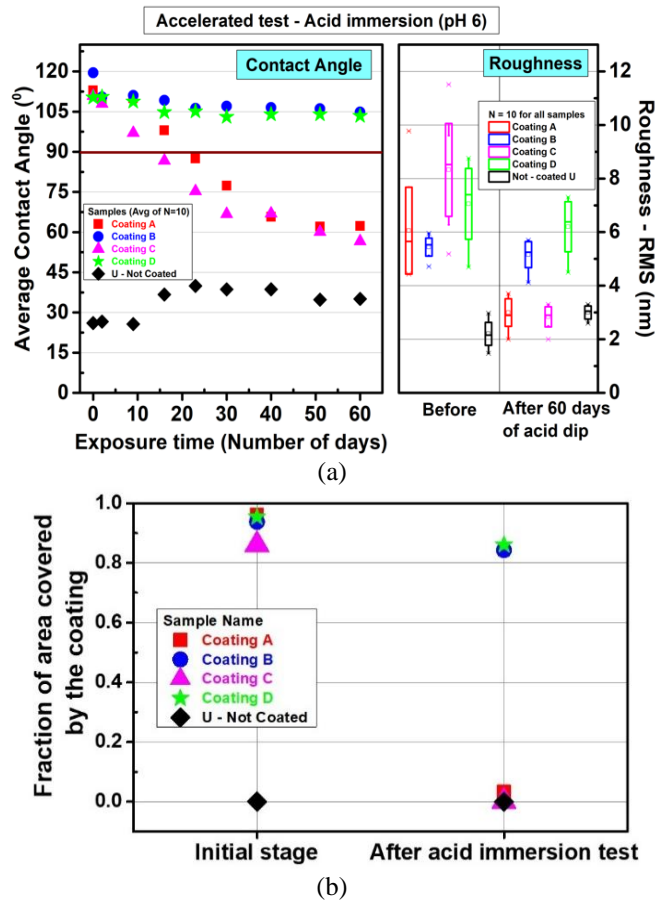 Accelerated test - Acid immersion (pH 6)
Contact Angle
Average Contact Angle (⁰)
120
105
90
75
60
45
30
15
0
Samples (Avg of N=10)
Coating A
Coating B
Coating C
Coating D
U - Not Coated
0 10 20 30 40 50 60
Exposure time (Number of days)
Roughness
N = 10 for all samples
Coating A
Coating B
Coating C
Coating D
Not - coated U
12
10
8
6
4
2
0
Roughness - RMS (nm)
Before
After 60 days
of acid dip
(a)
Fraction of area covered
by the coating
1.0
0.8
0.6
0.4
0.2
0.0
Sample Name
Coating A
Coating B
Coating C
Coating D
U - Not Coated
Initial stage
After acid immersion test
(b)